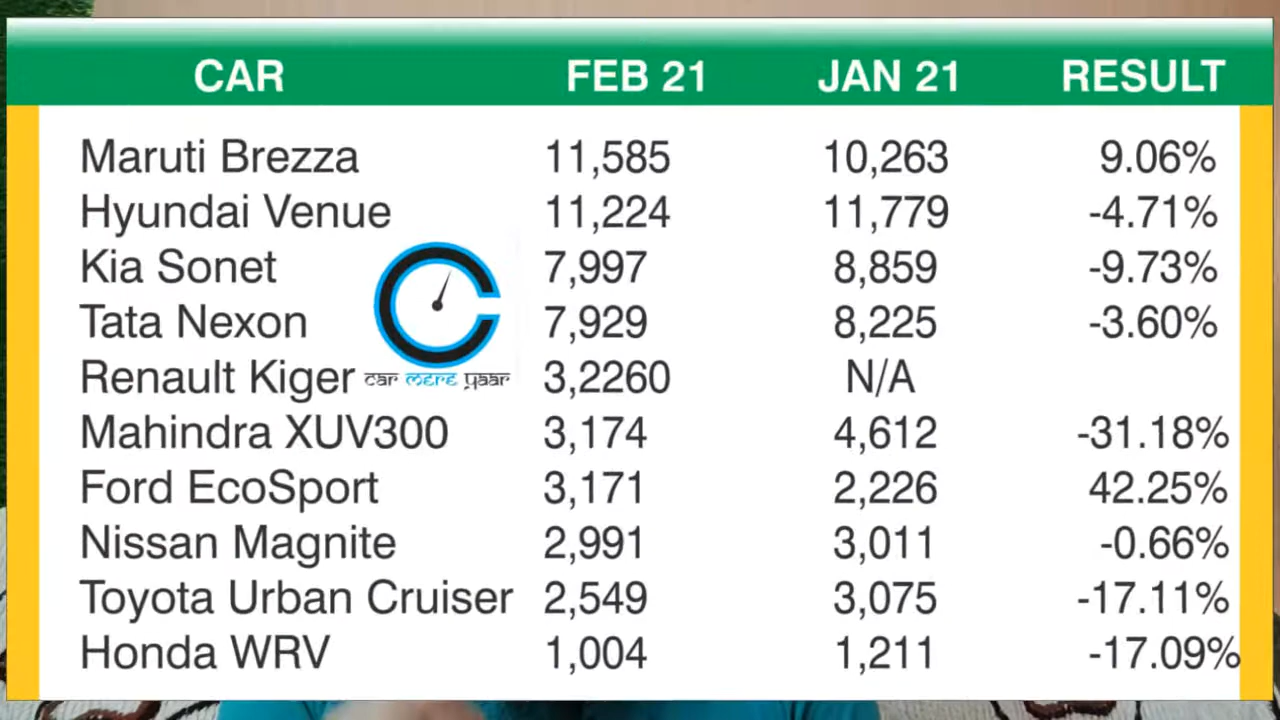 CAR FEB 21 JAN 21 RESULT
Maruti Brezza 11,585 10,263 9.06%
Hyundai Venue 11,224 11,779 -4.71%
Kia Sonet 7,997 8,859 -9.73%
Tata Nexon 7,929 8,225 -3.60%
Renault Kiger 3,2260 N/A
car mere yaar
Mahindra XUV300 3,174 4,612 -31.18%
Ford EcoSport 3,171 2,226 42.25%
Nissan Magnite 2,991 3,011 -0.66%
Toyota Urban Cruiser 2,549 3,075 -17.11%
Honda WRV 1,004 1,211 -17.09%